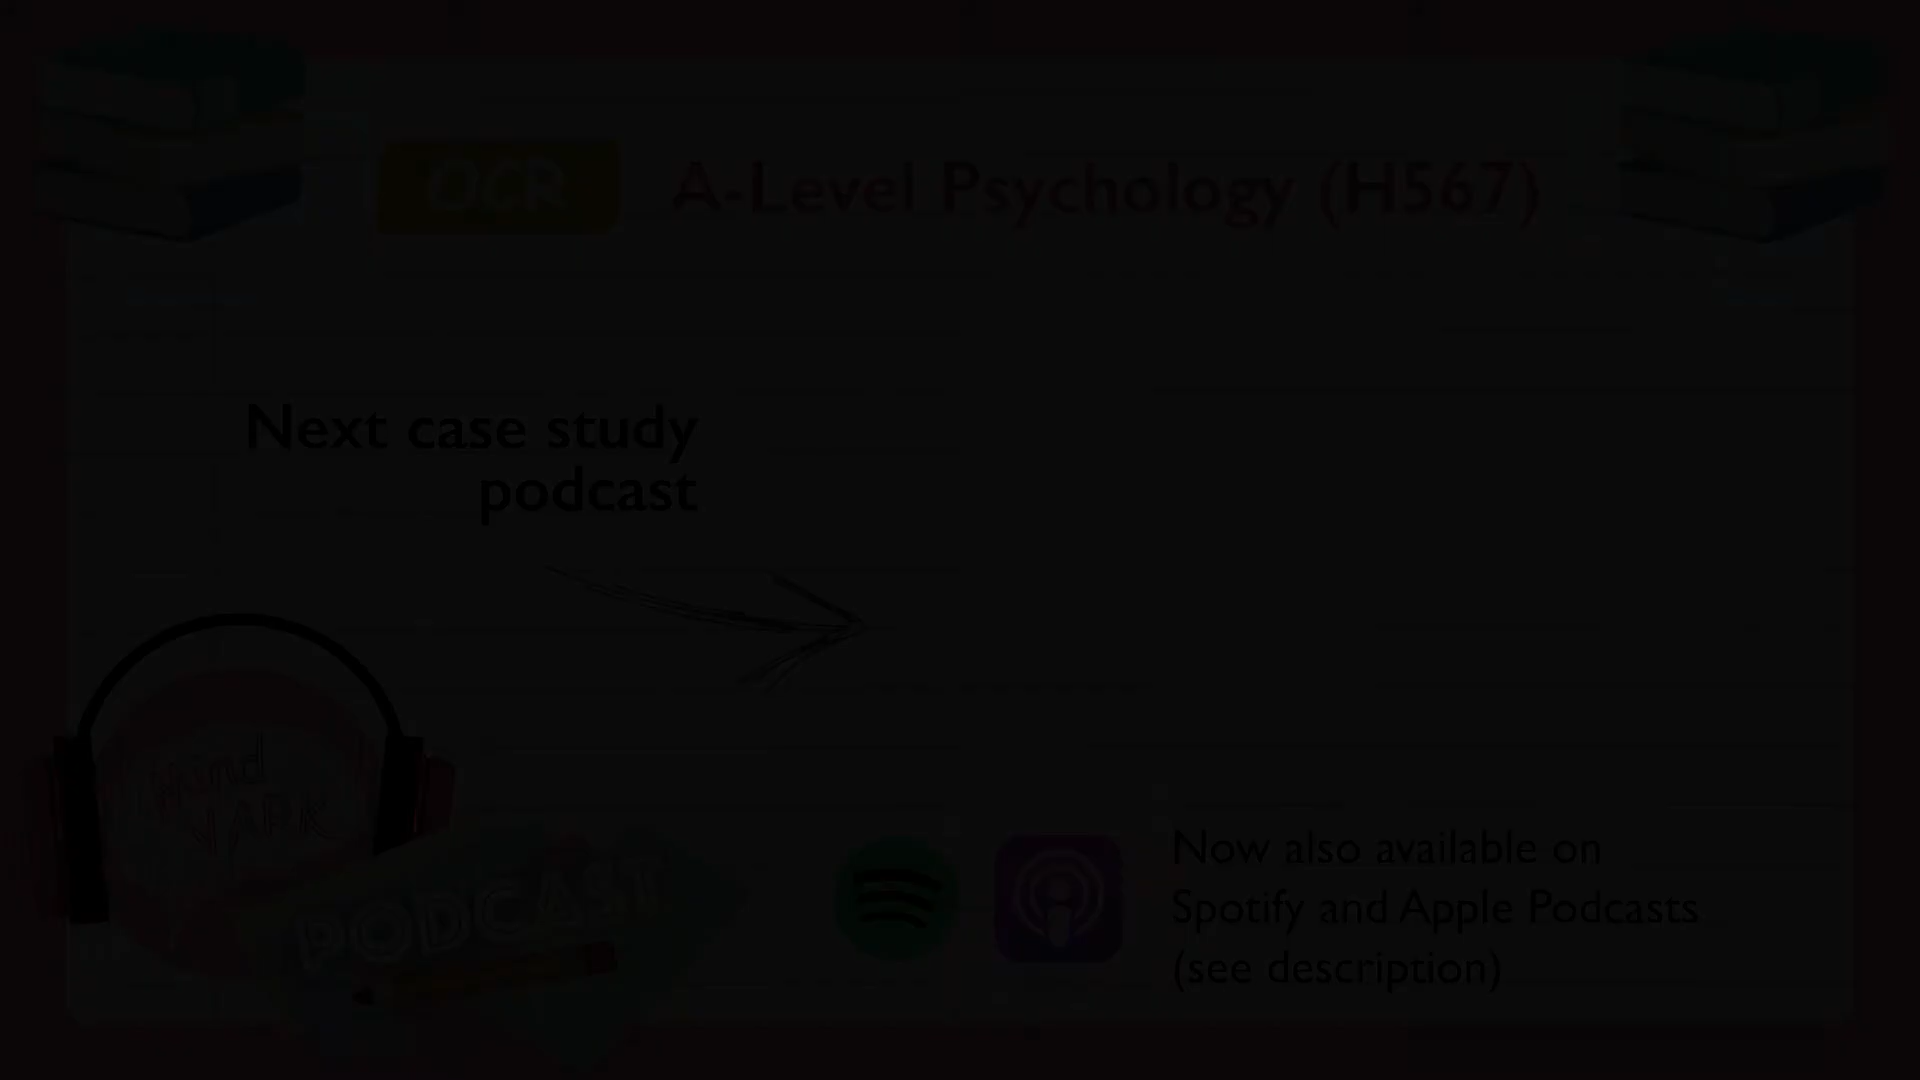 OCR A-Level Psychology (H567)
Next case study
podcast
PODCAST
Now also available on
Spotify and Apple Podcasts
(see description)